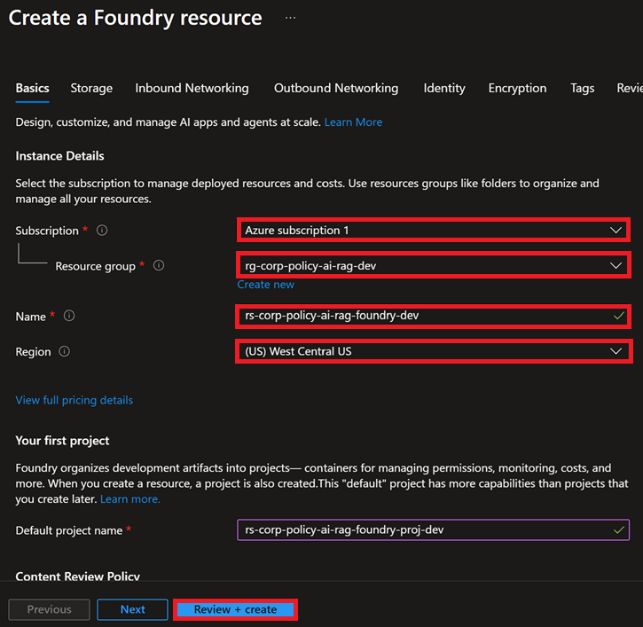 Create a Foundry resource ...
Basics Storage Inbound Networking Outbound Networking Identity Encryption Tags Revie
Design, customize, and manage AI apps and agents at scale. Learn More
Instance Details
Select the subscription to manage deployed resources and costs. Use resources groups like folders to organize and
manage all your resources.
Subscription * Azure subscription 1
Resource group * rg-corp-policy-ai-rag-dev
Create new
Name * rs-corp-policy-ai-rag-foundry-dev
Region (US) West Central US
View full pricing details
Your first project
Foundry organizes development artifacts into projects— containers for managing permissions, monitoring, costs, and
more. When you create a resource, a project is also created.This "default" project has more capabilities than projects that
you create later. Learn more.
Default project name * rs-corp-policy-ai-rag-foundry-proj-dev
Content Review Policy
Previous Next Review + create